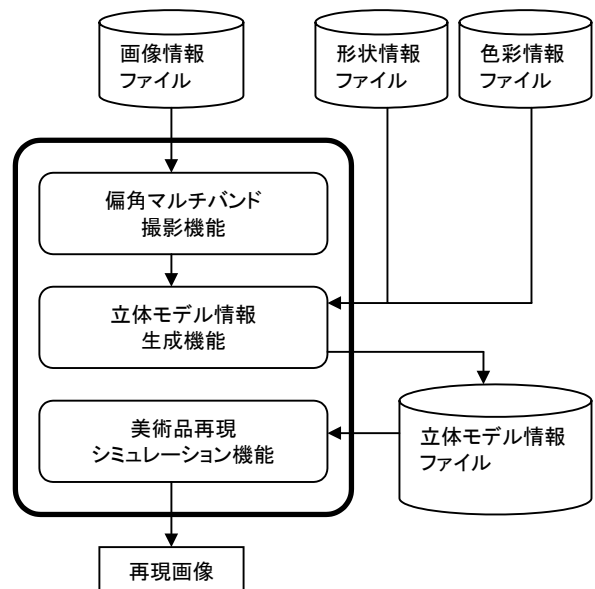 画像情報
ファイル
形状情報
ファイル
色彩情報
ファイル
偏角マルチバンド
撮影機能
立体モデル情報
生成機能
美術品再現
シミュレーション機能
立体モデル情報
ファイル
再現画像